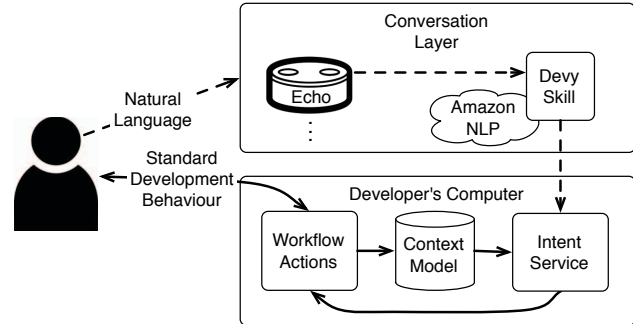 Conversation
Layer
Echo
Devy
Skill
Amazon
NLP
Natural
Language
Standard
Development
Behaviour
Developer's Computer
Workflow
Actions
Context
Model
Intent
Service